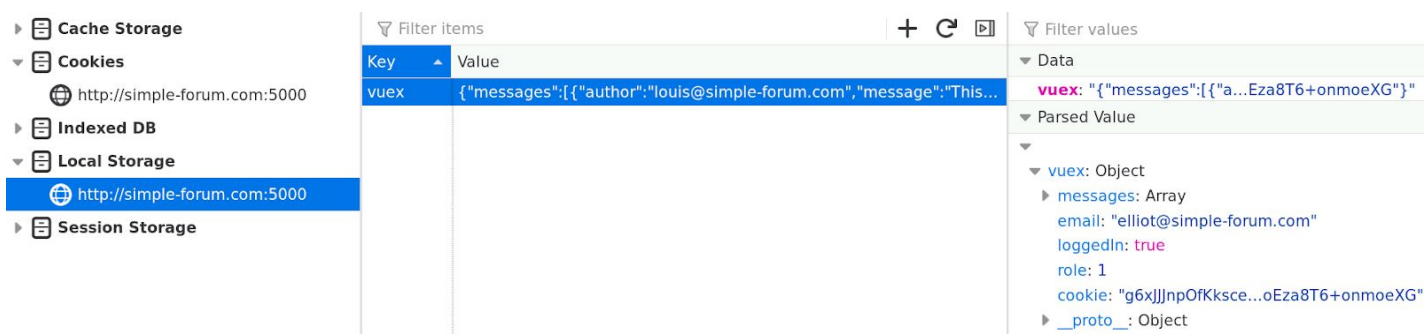 Cache Storage
Cookies
http://simple-forum.com:5000
Indexed DB
Local Storage
http://simple-forum.com:5000
Session Storage
Filter items
Key Value
vuex {"messages":[{"author":"louis@simple-forum.com","message":"This...
Filter values
Data
vuex: "{"messages":[{"a...Eza8T6+onmoeXG"}"
Parsed Value
vuex: Object
messages: Array
email: "elliot@simple-forum.com"
loggedIn: true
role: 1
cookie: "g6xJJJnpOfKksce...oEza8T6+onmoeXG"
__proto__: Object